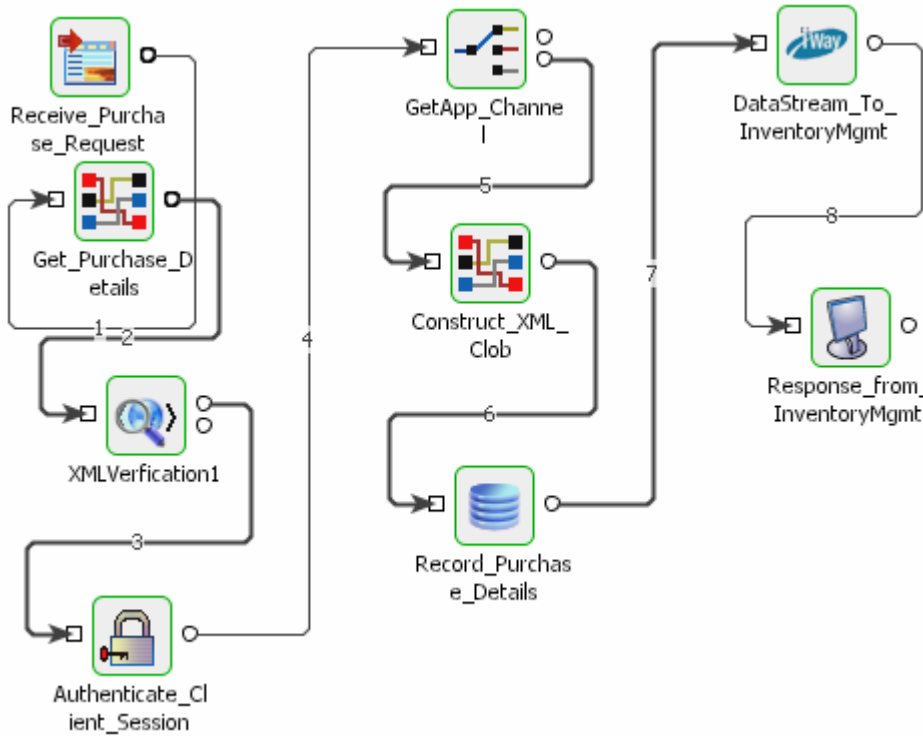 Receive_Purcha
se_Request
Get_Purchase_D
etails
1
2
XMLVerfication1
3
Authenticate_Cl
ient_Session
4
GetApp_Channe
l
5
Construct_XML_
Clob
6
Record_Purchas
e_Details
7
iWay
DataStream_To_
InventoryMgmt
8
Response_from_
InventoryMgmt